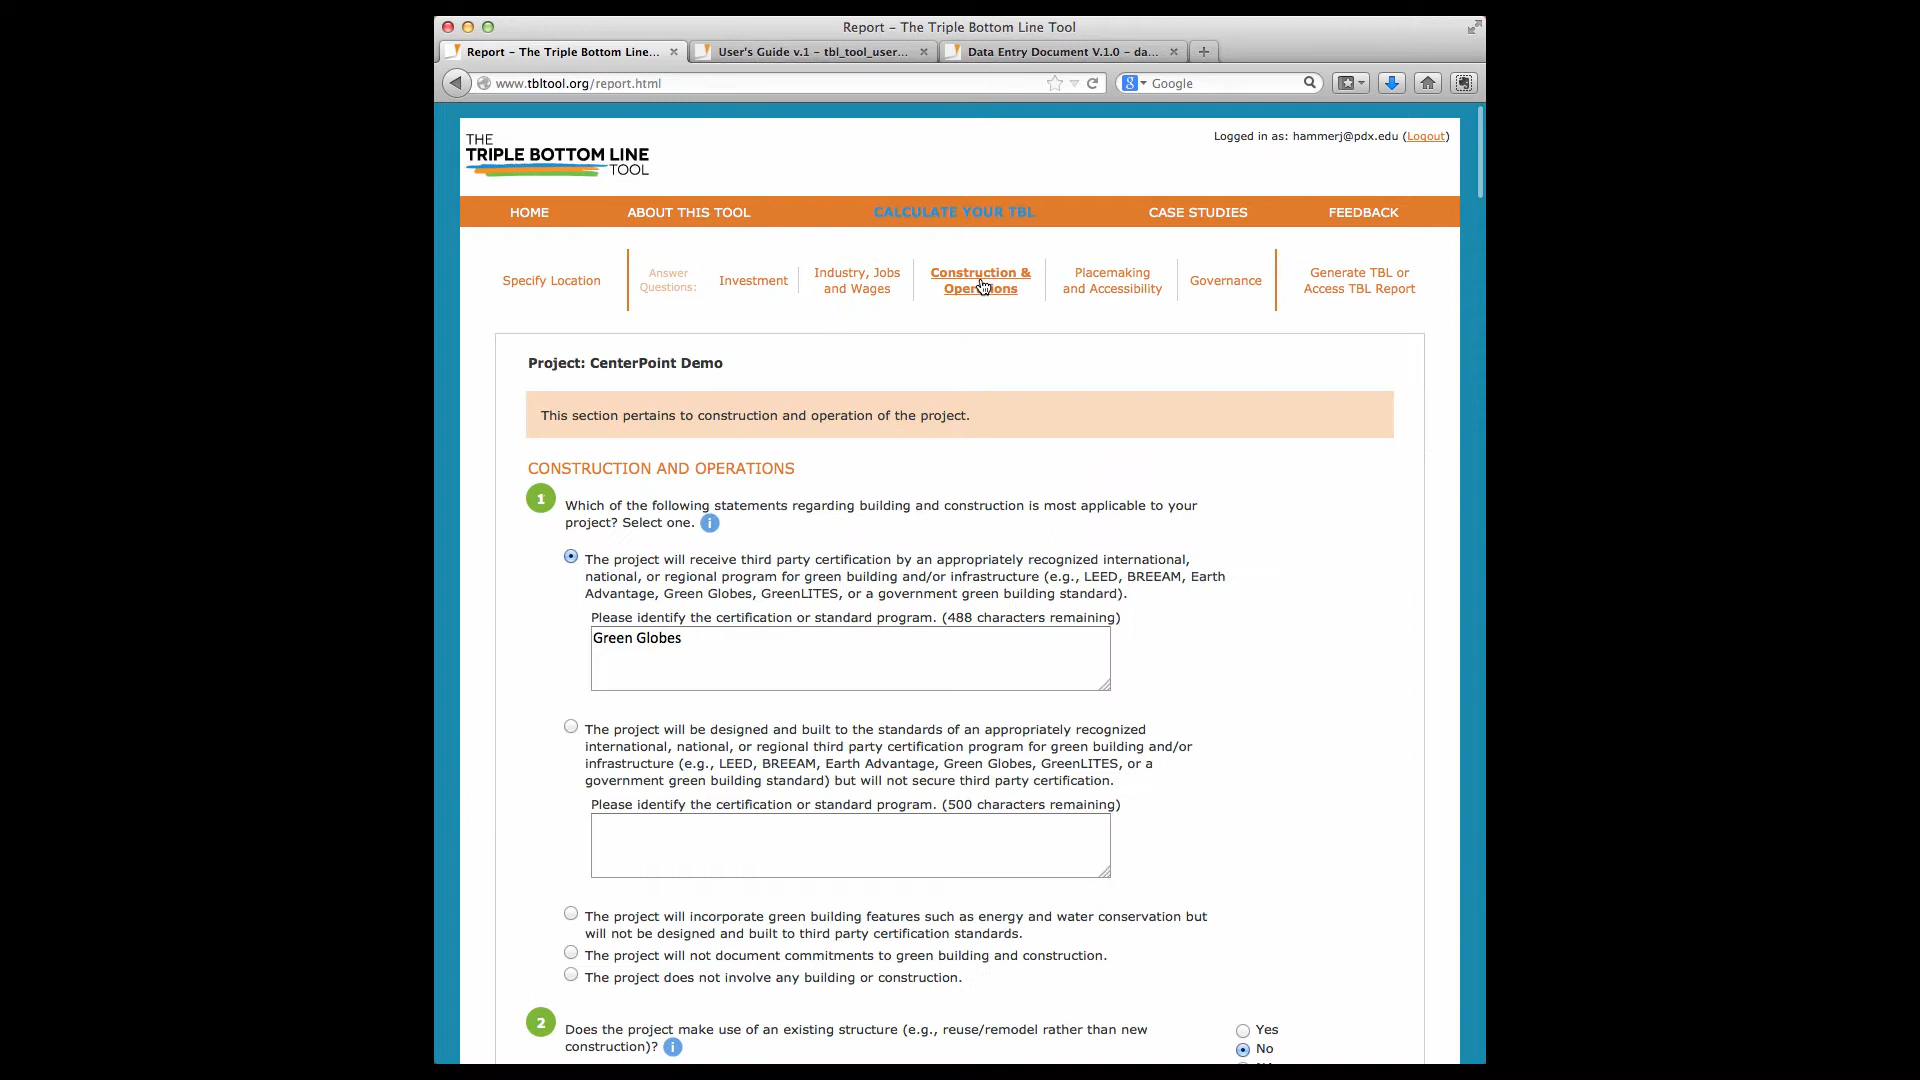 Report – The Triple Bottom Line Tool
Report – The Triple Bottom Line...
User's Guide v.1 – tbl_tool_user...
Data Entry Document V.1.0 – da...
www.tbltool.org/report.html
Google
THE
TRIPLE BOTTOM LINE
TOOL
Logged in as: hammerj@pdx.edu (Logout)
HOME
ABOUT THIS TOOL
CALCULATE YOUR TBL
CASE STUDIES
FEEDBACK
Specify Location
Answer
Questions:
Investment
Industry, Jobs
and Wages
Construction &
Operations
Placemaking
and Accessibility
Governance
Generate TBL or
Access TBL Report
Project: CenterPoint Demo
This section pertains to construction and operation of the project.
CONSTRUCTION AND OPERATIONS
1
Which of the following statements regarding building and construction is most applicable to your
project? Select one. i
The project will receive third party certification by an appropriately recognized international,
national, or regional program for green building and/or infrastructure (e.g., LEED, BREEAM, Earth
Advantage, Green Globes, GreenLITES, or a government green building standard).
Please identify the certification or standard program. (488 characters remaining)
Green Globes
The project will be designed and built to the standards of an appropriately recognized
international, national, or regional third party certification program for green building and/or
infrastructure (e.g., LEED, BREEAM, Earth Advantage, Green Globes, GreenLITES, or a
government green building standard) but will not secure third party certification.
Please identify the certification or standard program. (500 characters remaining)
The project will incorporate green building features such as energy and water conservation but
will not be designed and built to third party certification standards.
The project will not document commitments to green building and construction.
The project does not involve any building or construction.
2
Does the project make use of an existing structure (e.g., reuse/remodel rather than new
construction)? i
Yes
No